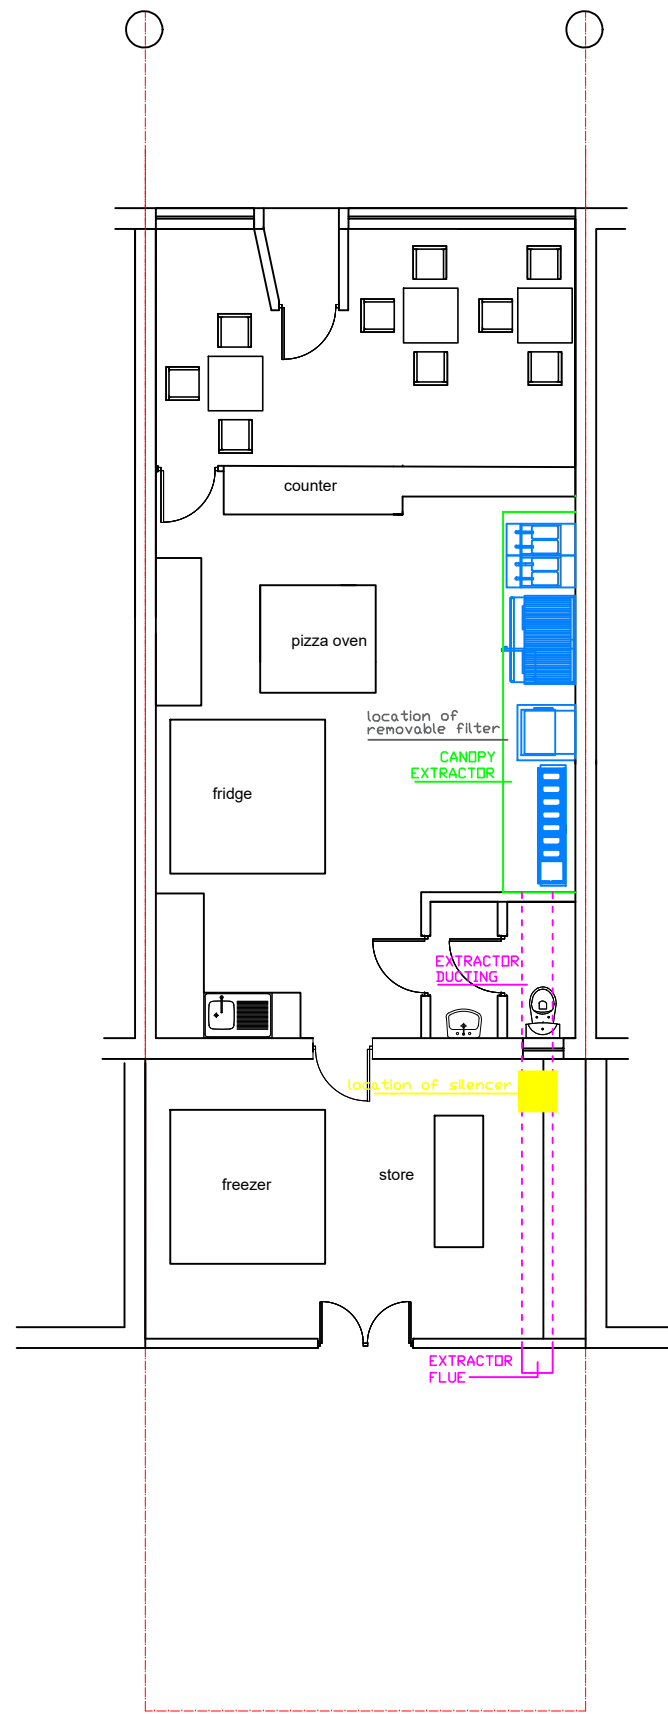 counter
pizza oven
location of
removable filter
CANOPY
EXTRACTOR
fridge
EXTRACTOR
DUCTING
location of silencer
store
freezer
EXTRACTOR
FLUE